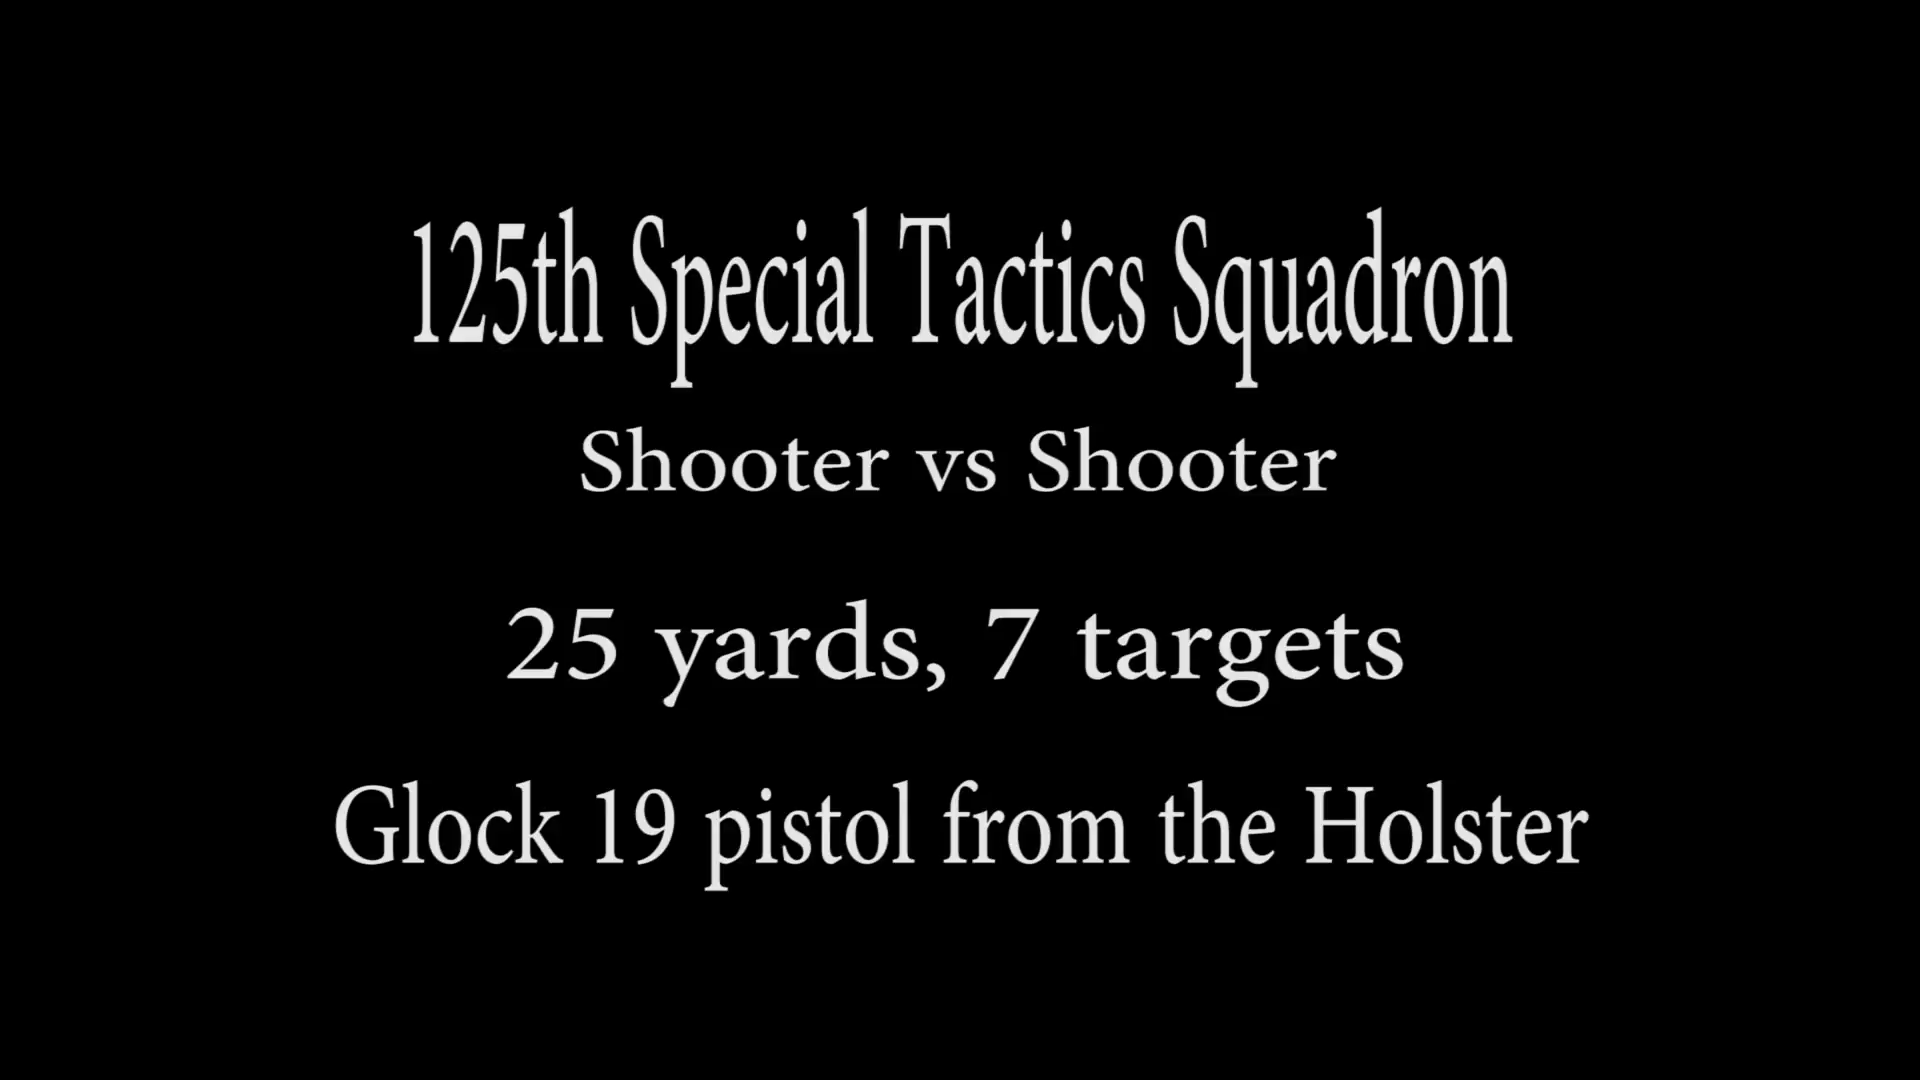 125th Special Tactics Squadron
Shooter vs Shooter
25 yards, 7 targets
Glock 19 pistol from the Holster